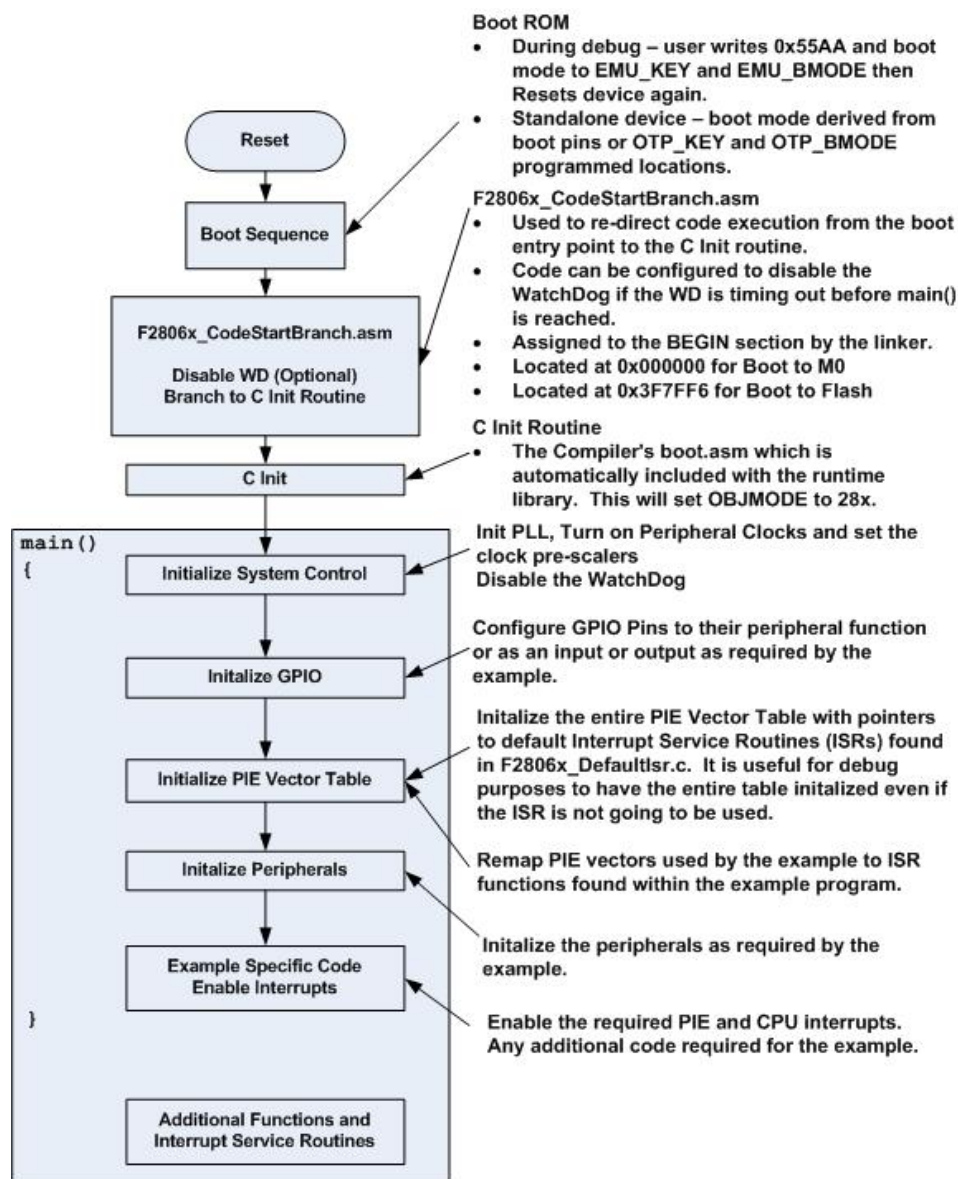 Reset
Boot Sequence
F2806x_CodeStartBranch.asm
Disable WD (Optional)
Branch to C Init Routine
C Init
main()
{
Initialize System Control
Initalize GPIO
Initialize PIE Vector Table
Initalize Peripherals
Example Specific Code
Enable Interrupts
}
Additional Functions and
Interrupt Service Routines
Boot ROM
• During debug – user writes 0x55AA and boot
mode to EMU_KEY and EMU_BMODE then
Resets device again.
• Standalone device – boot mode derived from
boot pins or OTP_KEY and OTP_BMODE
programmed locations.
F2806x_CodeStartBranch.asm
• Used to re-direct code execution from the boot
entry point to the C Init routine.
• Code can be configured to disable the
WatchDog if the WD is timing out before main()
is reached.
• Assigned to the BEGIN section by the linker.
• Located at 0x000000 for Boot to M0
• Located at 0x3F7FF6 for Boot to Flash
C Init Routine
• The Compiler's boot.asm which is
automatically included with the runtime
library. This will set OBJMODE to 28x.
Init PLL, Turn on Peripheral Clocks and set the
clock pre-scalers
Disable the WatchDog
Configure GPIO Pins to their peripheral function
or as an input or output as required by the
example.
Initalize the entire PIE Vector Table with pointers
to default Interrupt Service Routines (ISRs) found
in F2806x_DefaultIsr.c. It is useful for debug
purposes to have the entire table initalized even if
the ISR is not going to be used.
Remap PIE vectors used by the example to ISR
functions found within the example program.
Initalize the peripherals as required by the
example.
Enable the required PIE and CPU interrupts.
Any additional code required for the example.